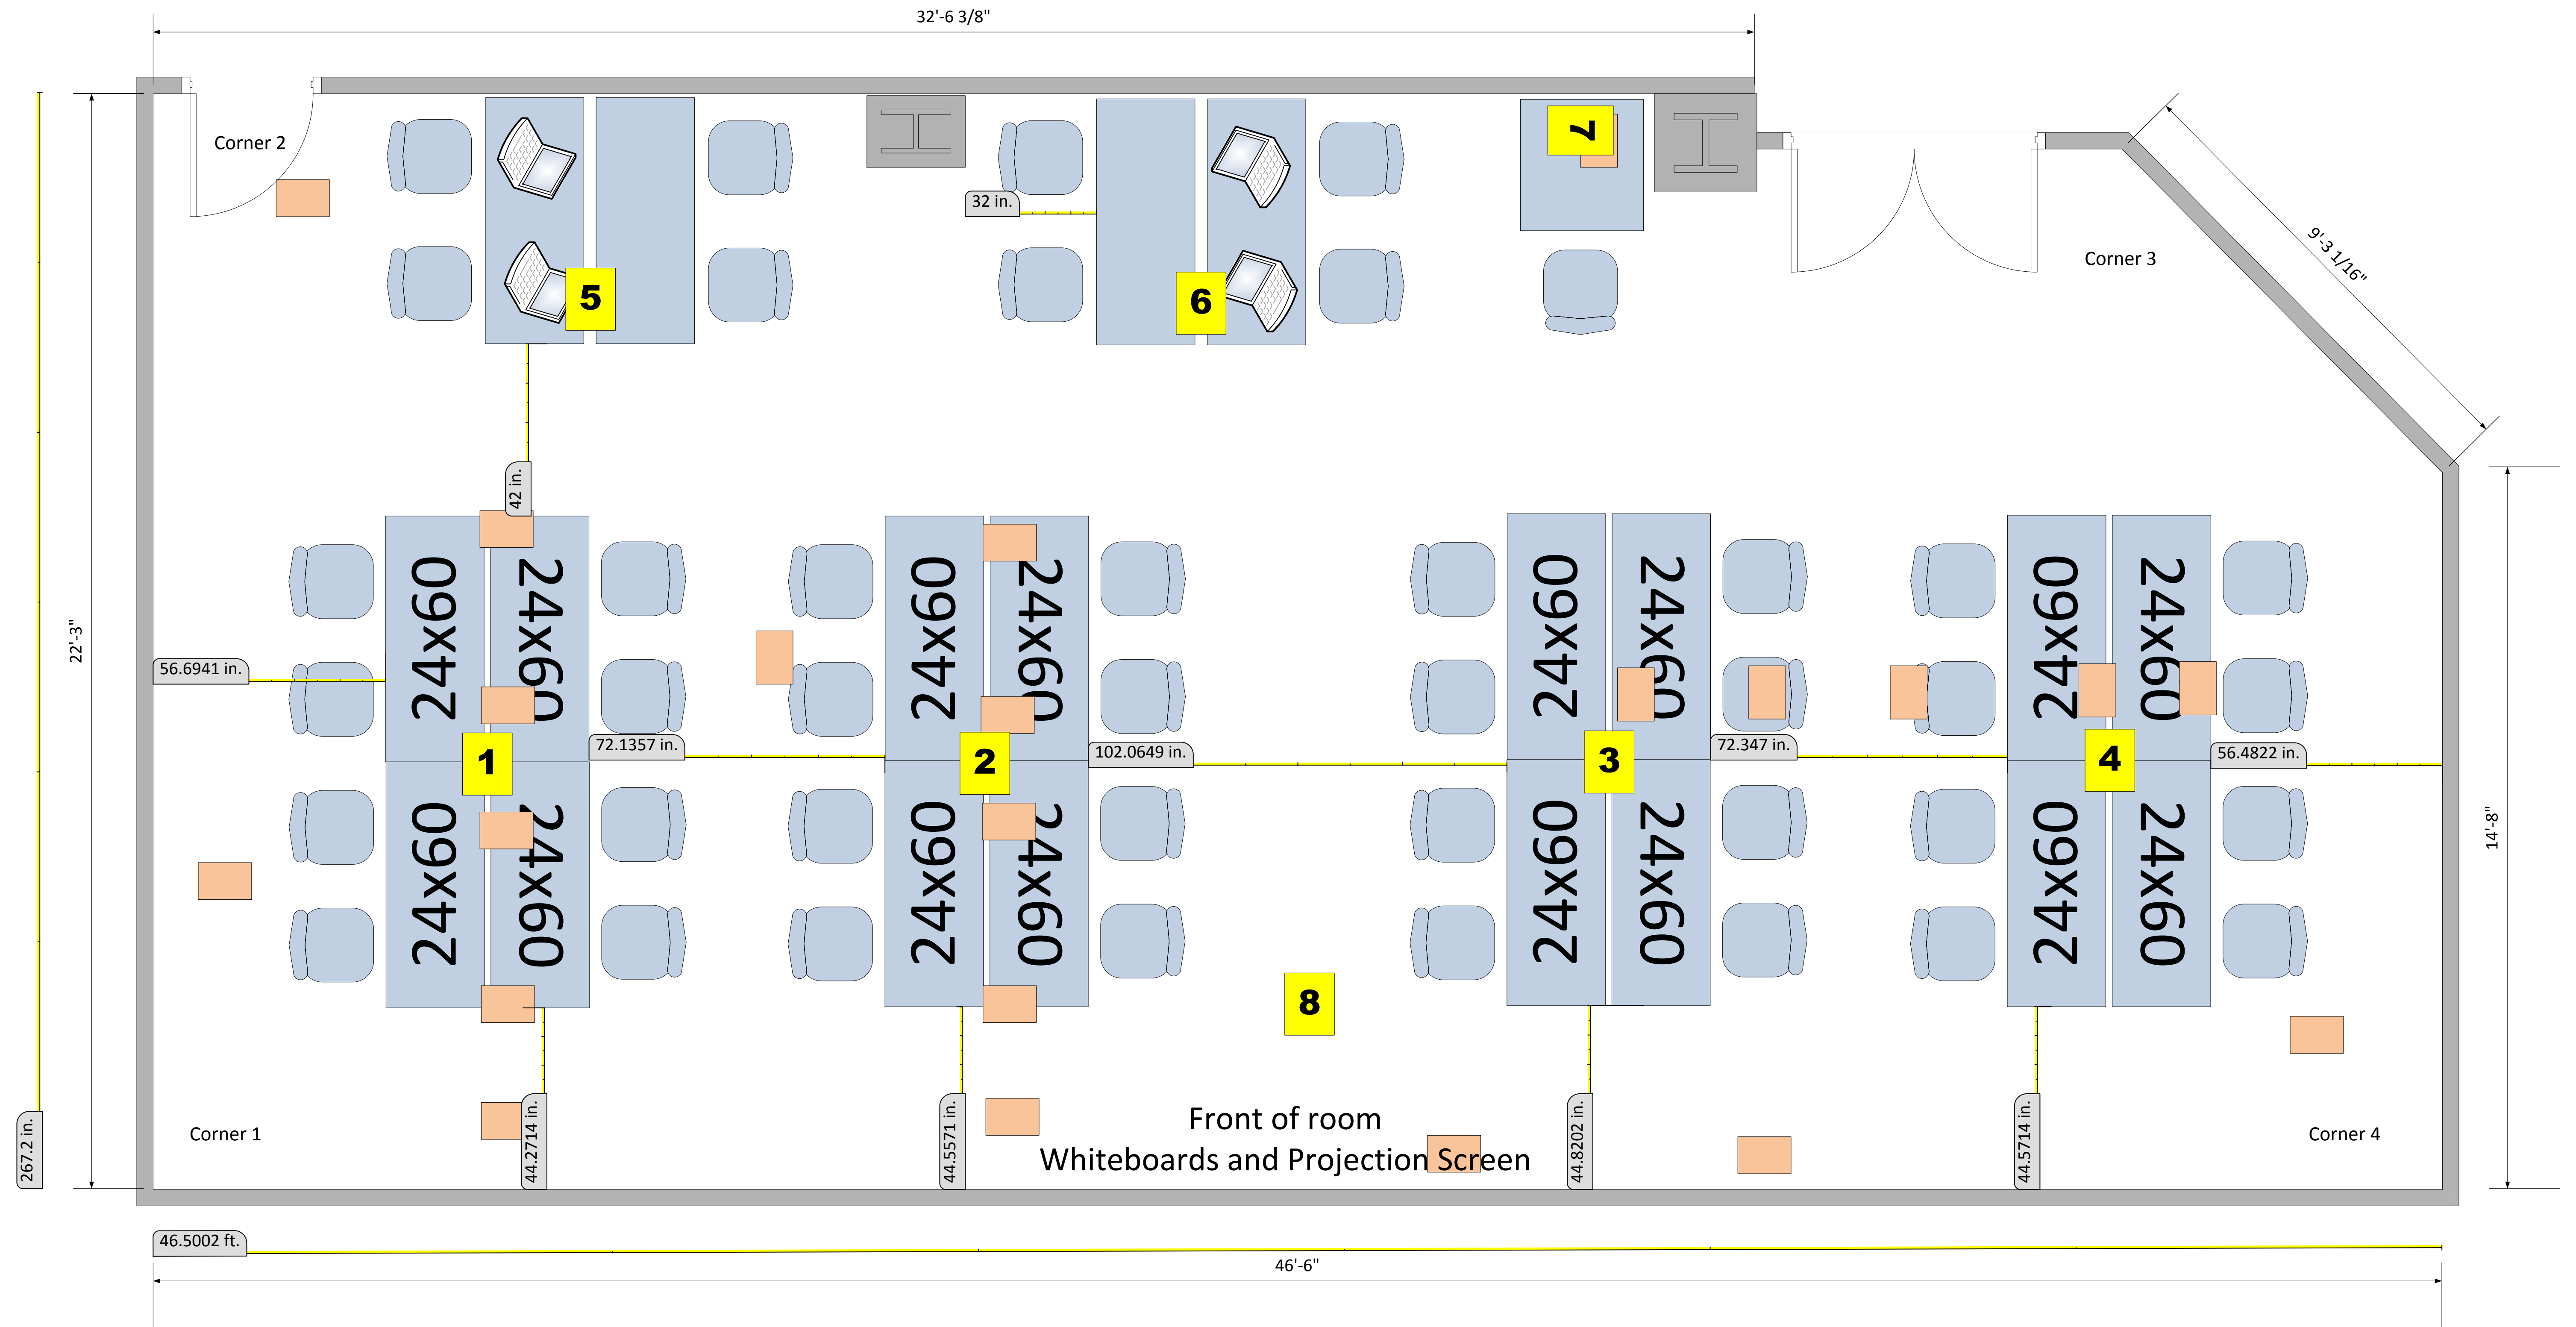 32'-6 3/8"
Corner 2
7
32 in.
9'-3 1/16"
Corner 3
5
6
42 in.
22'-3"
24x60
24x60
24x60
24x60
24x60
24x60
24x60
24x60
56.6941 in.
72.1357 in.
102.0649 in.
72.347 in.
56.4822 in.
1
2
3
4
14'-8"
24x60
24x60
24x60
24x60
24x60
24x60
24x60
24x60
8
267.2 in.
Corner 1
44.2714 in.
44.5571 in.
Front of room
Whiteboards and Projection Screen
44.8202 in.
44.5714 in.
Corner 4
46.5002 ft.
46'-6"